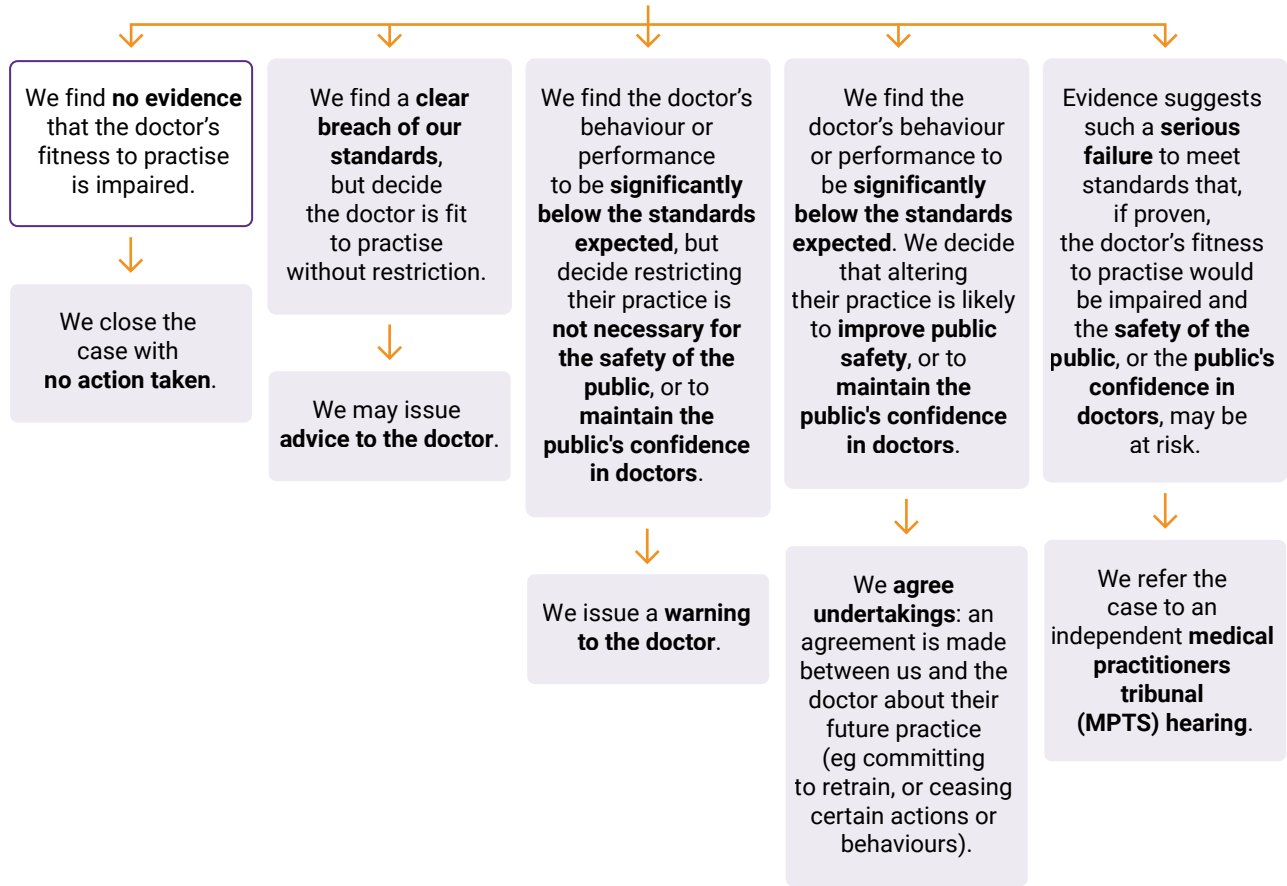 We find no evidence
that the doctor's
fitness to practise
is impaired.
We close the
case with
no action taken.
We find a clear
breach of our
standards,
but decide
the doctor is fit
to practise
without restriction.
We may issue
advice to the doctor.
We find the doctor's
behaviour or
performance
to be significantly
below the standards
expected, but
decide restricting
their practice is
not necessary for
the safety of the
public, or to
maintain the
public's confidence
in doctors.
We issue a warning
to the doctor.
We find the
doctor's behaviour
or performance to
be significantly
below the standards
expected. We decide
that altering
their practice is likely
to improve public
safety, or to
maintain the
public's confidence
in doctors.
We agree
undertakings: an
agreement is made
between us and the
doctor about their
future practice
(eg committing
to retrain, or ceasing
certain actions or
behaviours).
Evidence suggests
such a serious
failure to meet
standards that,
if proven,
the doctor's fitness
to practise would
be impaired and
the safety of the
public, or the public's
confidence in
doctors, may be
at risk.
We refer the
case to an
independent medical
practitioners
tribunal
(MPTS) hearing.